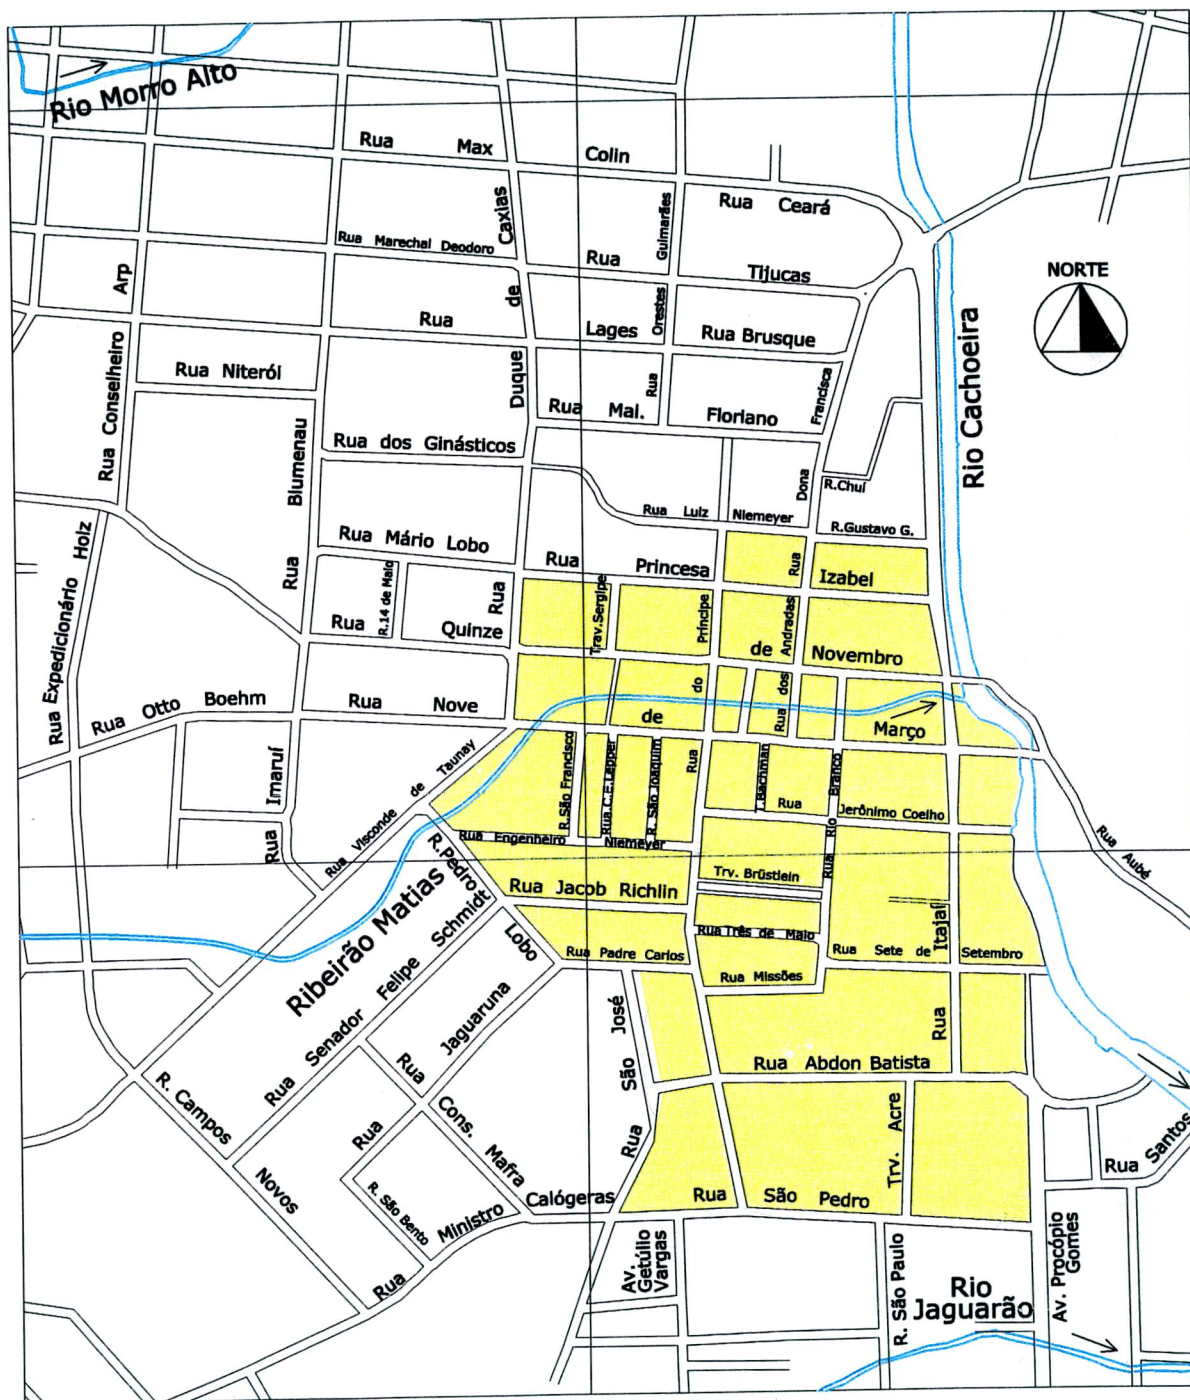 Rio Morro Alto
Rua Max Colin
Rua Ceará
Rua Marechal Deodoro
Rua Tijucas
NORTE
Rua Lages
Rua Brusque
Rua Niterói
Rua Mal. Floriano
Rua dos Ginásticos
Rua Conselheiro Arp
Rua Blumenau
Rua Duque de Caxias
Rua Orestes Guimarães
Rua Dona Francisca
Rio Cachoeira
R.Chuí
Rua Luiz Niemeyer
R.Gustavo G.
Rua Mário Lobo
Rua Princesa Izabel
Rua Expedicionário Holz
R.14 de Maio
Trav.Sergipe
Rua do Príncipe
Rua dos Andradas
Rua Quinze de Novembro
Rua Otto Boehm
Rua Nove de Março
Rua Imaruí
Rua Visconde de Taunay
R.São Francisco
Rua.C.E.Lepper
R. São Joaquim
T.Bachman
Rua Rio Branco
Rua Jerônimo Coelho
Rua Aubé
Rua Engenheiro Niemeyer
R.Pedro Lobo
Trv. Brüstlein
Rua Jacob Richlin
Ribeirão Matias
Rua Senador Felipe Schmidt
Rua Três de Maio
Rua Padre Carlos
Rua Sete de Setembro
Rua Itajaí
Rua Missões
Rua Jaguaruna
Rua São José
Rua Abdon Batista
R. Campos Novos
Rua Cons. Mafra
Trv. Acre
Rua Santos
R. São Bento
Rua Ministro Calógeras
Rua São Pedro
Av. Getúlio Vargas
R. São Paulo
Rio Jaguarão
Av. Procópio Gomes